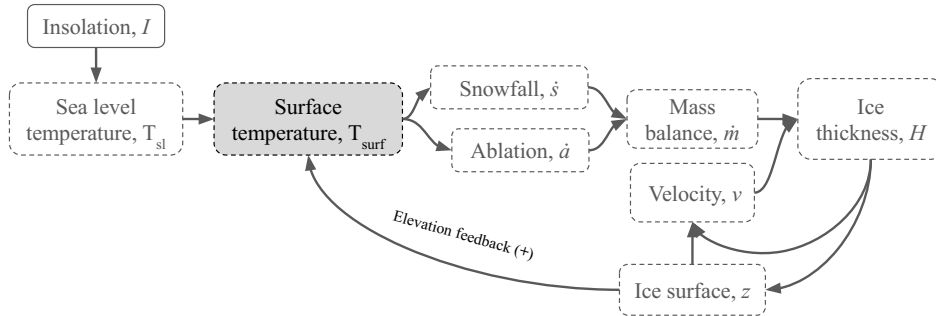 Insolation, I
Sea level
temperature, Tsl
Surface
temperature, Tsurf
Snowfall, ṡ
Ablation, ȧ
Mass
balance, ṁ
Ice
thickness, H
Velocity, v
Elevation feedback (+)
Ice surface, z